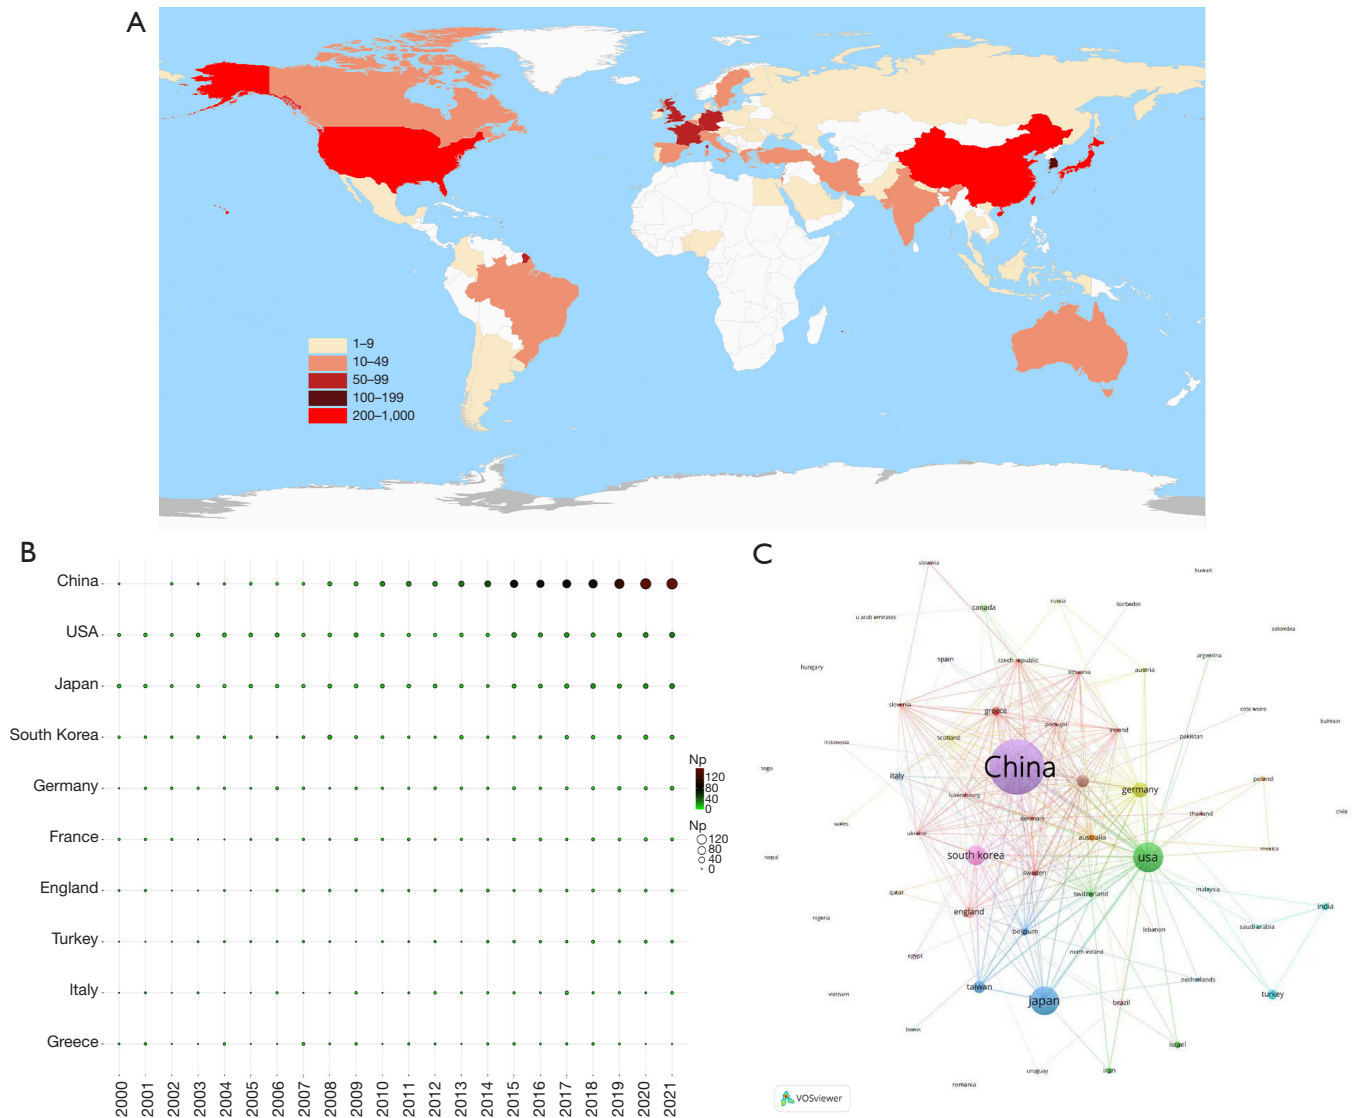 A
1–9
10–49
50–99
100–199
200–1,000
B
China
USA
Japan
South Korea
Germany
France
England
Turkey
Italy
Greece
2000 2001 2002 2003 2004 2005 2006 2007 2008 2009 2010 2011 2012 2013 2014 2015 2016 2017 2018 2019 2020 2021
Np
120
80
40
0
Np
120
80
40
0
C
slovakia
kuwait
canada
russia
barbados
u arab emirates
colombia
spain
czech republic
argentina
hungary
lithuania
austria
slovenia
greece
cote ivoire
portugal
ireland
bahrain
scotland
pakistan
indonesia
China
togo
italy
poland
germany
luxembourg
thailand
chile
denmark
wales
ukraine
australia
mexico
nepal
south korea
usa
sweden
qatar
switzerland
malaysia
india
england
nigeria
saudi arabia
belgium
lebanon
egypt
north ireland
netherlands
taiwan
vietnam
turkey
japan
brazil
benin
israel
uruguay
iran
romania
VOSviewer